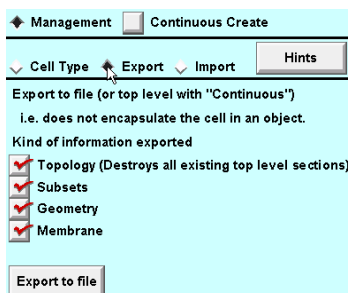 Management Continuous Create
Cell Type Export Import Hints
Export to file (or top level with "Continuous")
i.e. does not encapsulate the cell in an object.
Kind of information exported
Topology (Destroys all existing top level sections)
Subsets
Geometry
Membrane
Export to file